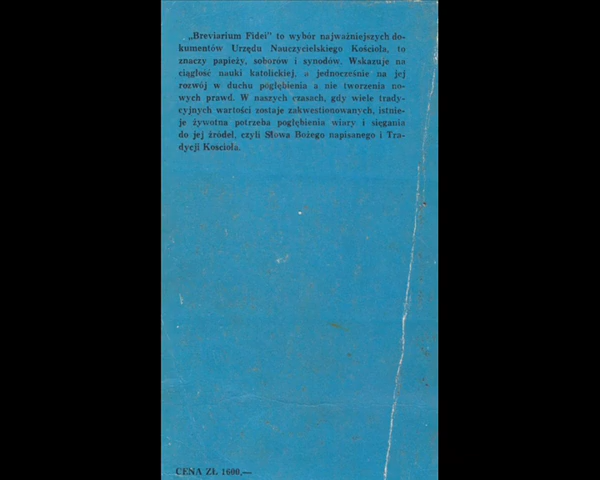 „Breviarium Fidei” to wybór najważniejszych do-
kumentów Urzędu Nauczycielskiego Kościoła, to
znaczy papieży, soborów i synodów. Wskazuje na
ciągłość nauki katolickiej, a jednocześnie na jej
rozwój w duchu pogłębienia a nie tworzenia no-
wych prawd. W naszych czasach, gdy wiele trady-
cyjnych wartości zostaje zakwestionowanych, istnie-
je żywotna potrzeba pogłębienia wiary i sięgania
do jej źródeł, czyli Słowa Bożego napisanego i Tra-
dycji Kościoła.
CENA ZŁ 1600,—